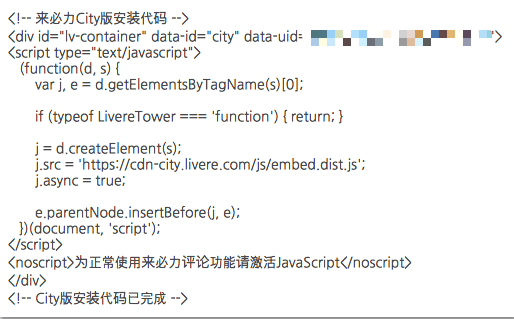 <!-- 来必力City版安装代码 -->
<div id="lv-container" data-id="city" data-uid= >
<script type="text/javascript">
(function(d, s) {
var j, e = d.getElementsByTagName(s)[0];
if (typeof LivereTower === 'function') { return; }
j = d.createElement(s);
j.src = 'https://cdn-city.livere.com/js/embed.dist.js';
j.async = true;
e.parentNode.insertBefore(j, e);
})(document, 'script');
</script>
<noscript>为正常使用来必力评论功能请激活JavaScript</noscript>
</div>
<!-- City版安装代码已完成 -->